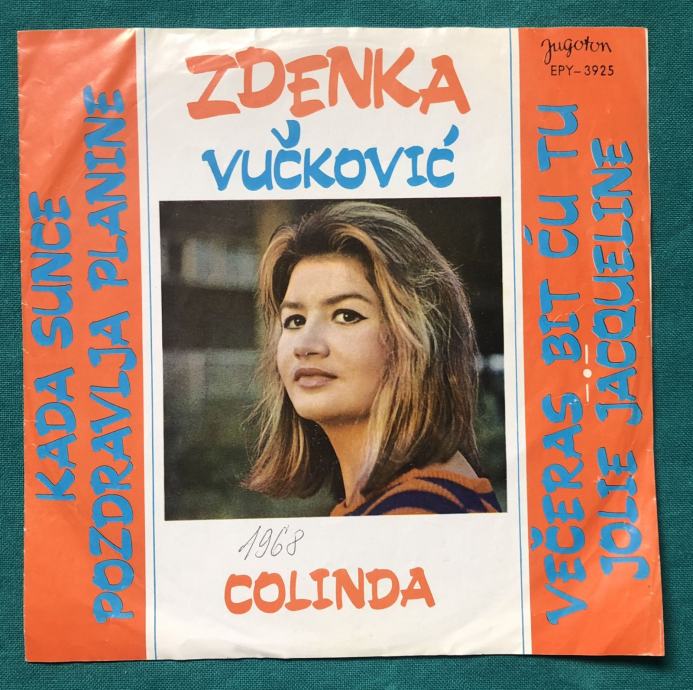 ZDENKA
VUČKOVIĆ
Jugoton
EPY-3925
KADA SUNCE
POZDRAVLJA PLANINE
VEČERAS BIT ĆU TU
JOLIE JACQUELINE
1968
COLINDA